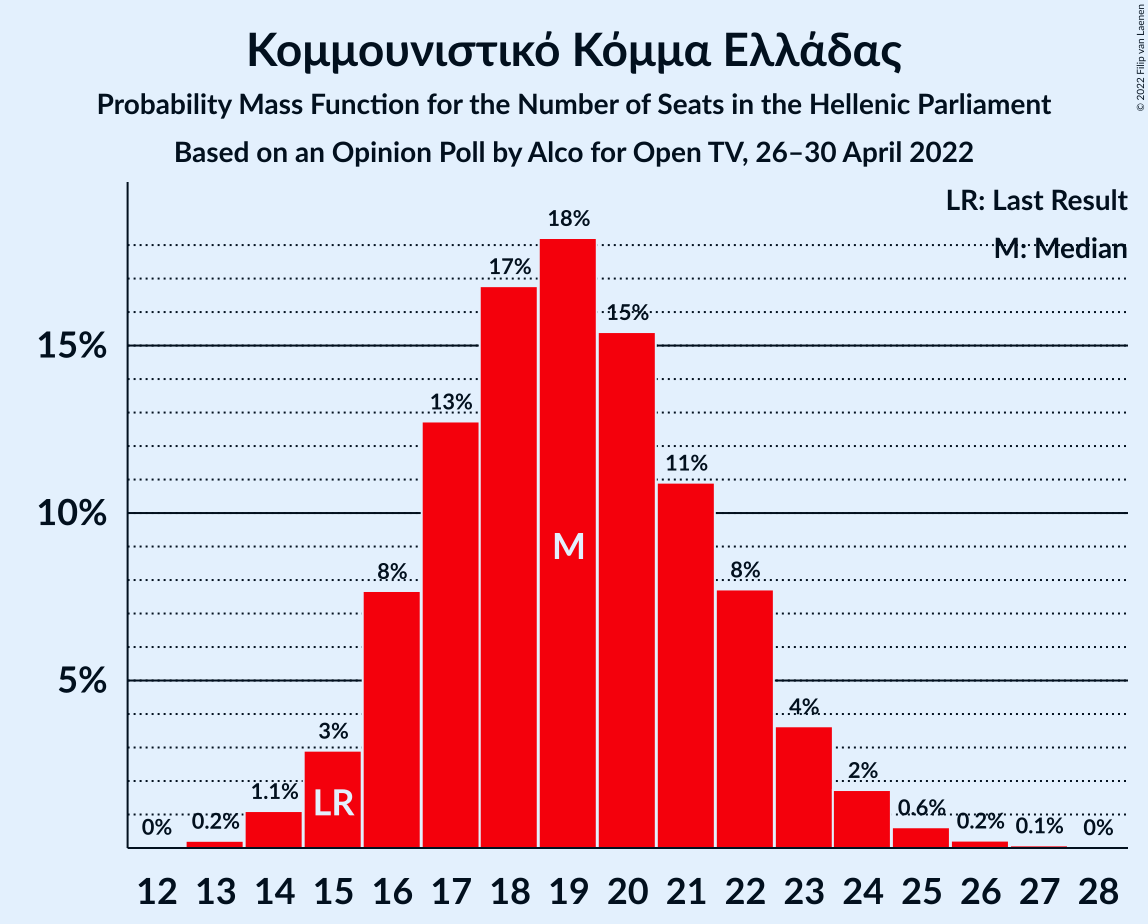 Κομμουνιστικό Κόμμα Ελλάδας
Probability Mass Function for the Number of Seats in the Hellenic Parliament
Based on an Opinion Poll by Alco for Open TV, 26–30 April 2022
© 2022 Filip van Laenen
LR: Last Result
M: Median
15%
10%
5%
0%
0.2%
1.1%
3%
8%
13%
17%
18%
15%
11%
8%
4%
2%
0.6%
0.2%
0.1%
0%
LR
M
12 13 14 15 16 17 18 19 20 21 22 23 24 25 26 27 28